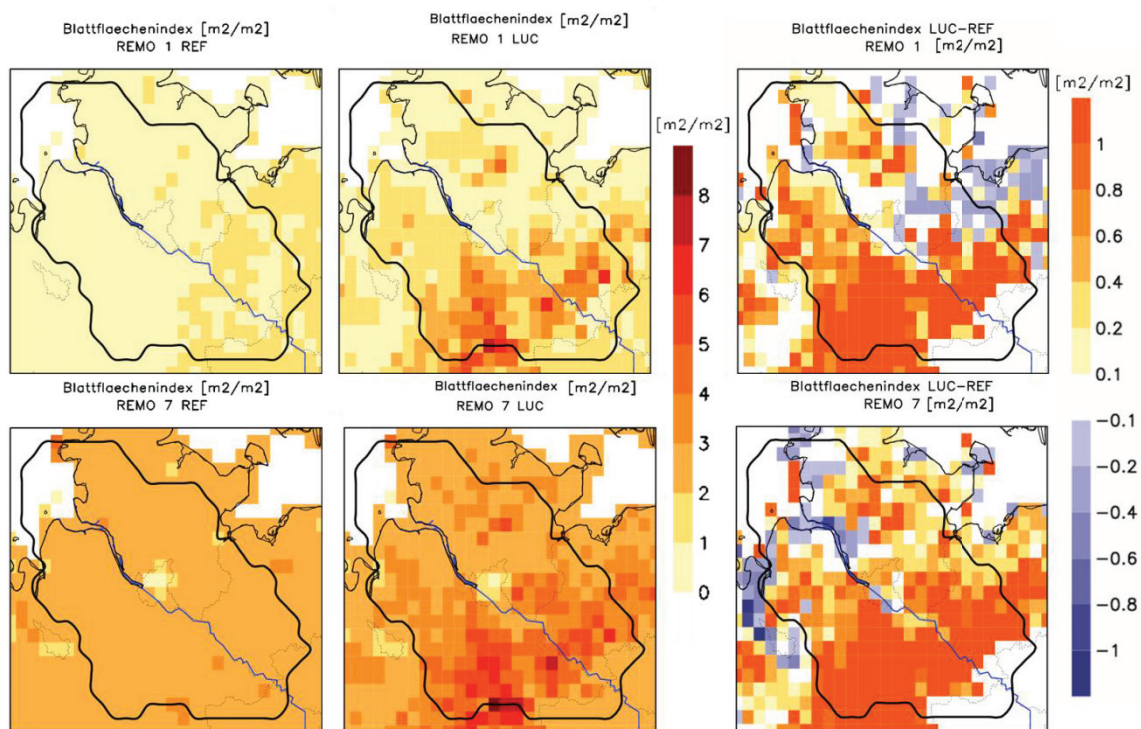 Blattflaechenindex [m2/m2]
REMO 1 REF
Blattflaechenindex [m2/m2]
REMO 1 LUC
Blattflaechenindex LUC-REF
REMO 1 [m2/m2]
[m2/m2]
8
7
6
5
4
3
2
1
0
[m2/m2]
1
0.8
0.6
0.4
0.2
0.1
-0.1
-0.2
-0.4
-0.6
-0.8
-1
Blattflaechenindex [m2/m2]
REMO 7 REF
Blattflaechenindex [m2/m2]
REMO 7 LUC
Blattflaechenindex LUC-REF
REMO 7 [m2/m2]